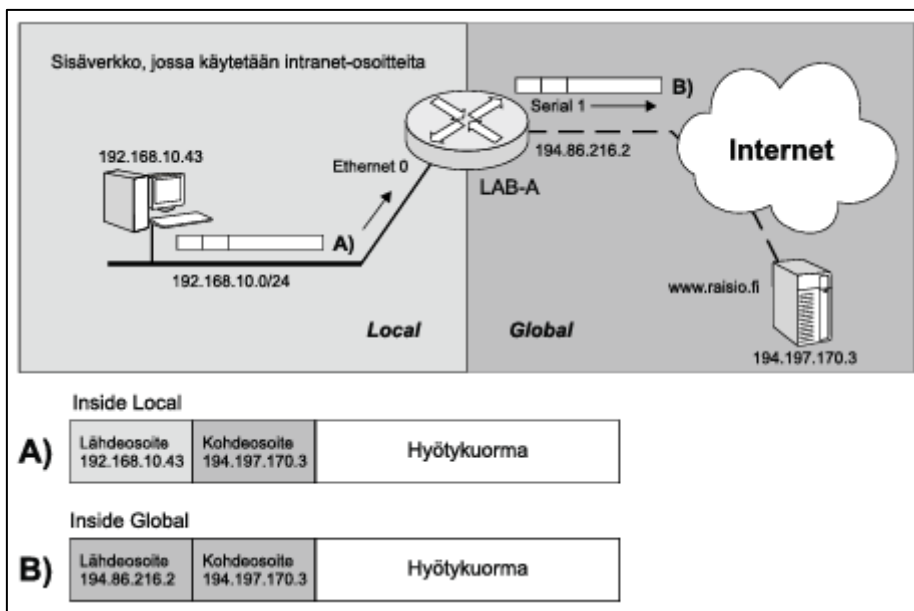 Sisäverkko, jossa käytetään intranet-osoitteita
B)
Serial 1
192.168.10.43
Ethernet 0
194.86.216.2
Internet
LAB-A
A)
192.168.10.0/24
www.raisio.fi
Local
Global
194.197.170.3
Inside Local
A)
Lähdeosoite
192.168.10.43
Kohdeosoite
194.197.170.3
Hyötykuorma
Inside Global
B)
Lähdeosoite
194.86.216.2
Kohdeosoite
194.197.170.3
Hyötykuorma